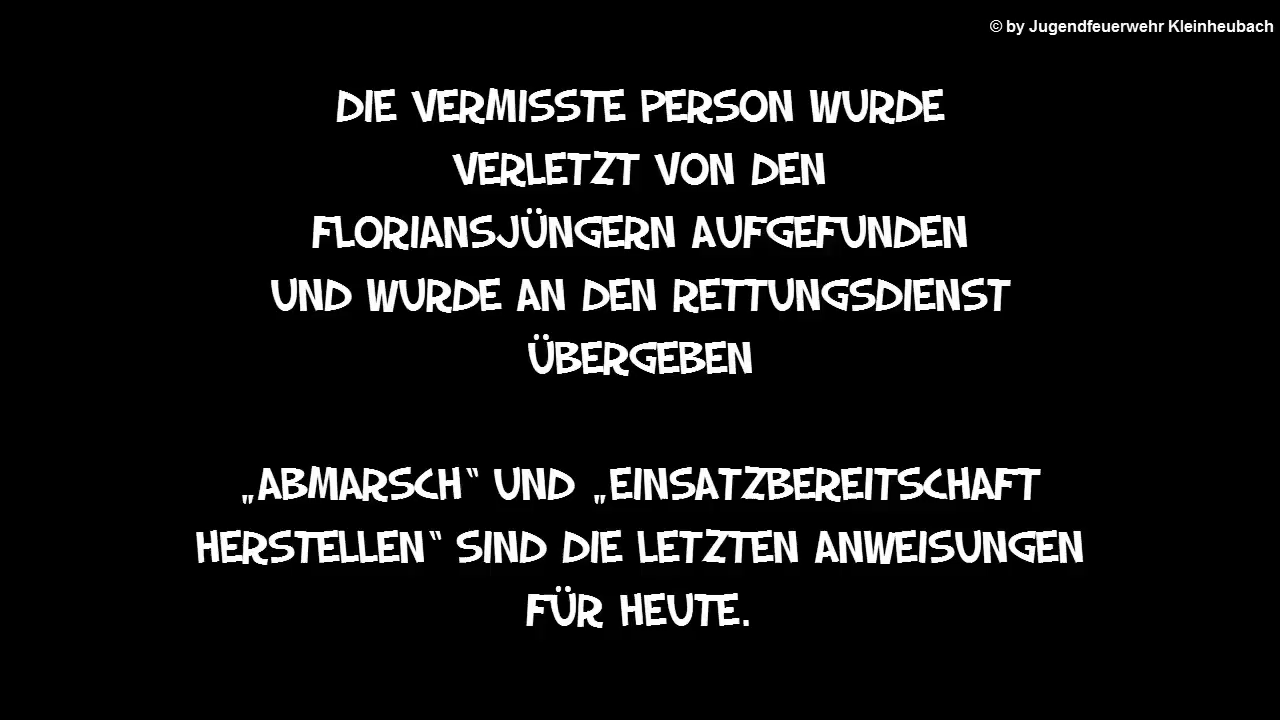 © by Jugendfeuerwehr Kleinheubach
DIE VERMISSTE PERSON WURDE
VERLETZT VON DEN
FLORIANSJÜNGERN AUFGEFUNDEN
UND WURDE AN DEN RETTUNGSDIENST
ÜBERGEBEN
„ABMARSCH“ UND „EINSATZBEREITSCHAFT
HERSTELLEN“ SIND DIE LETZTEN ANWEISUNGEN
FÜR HEUTE.